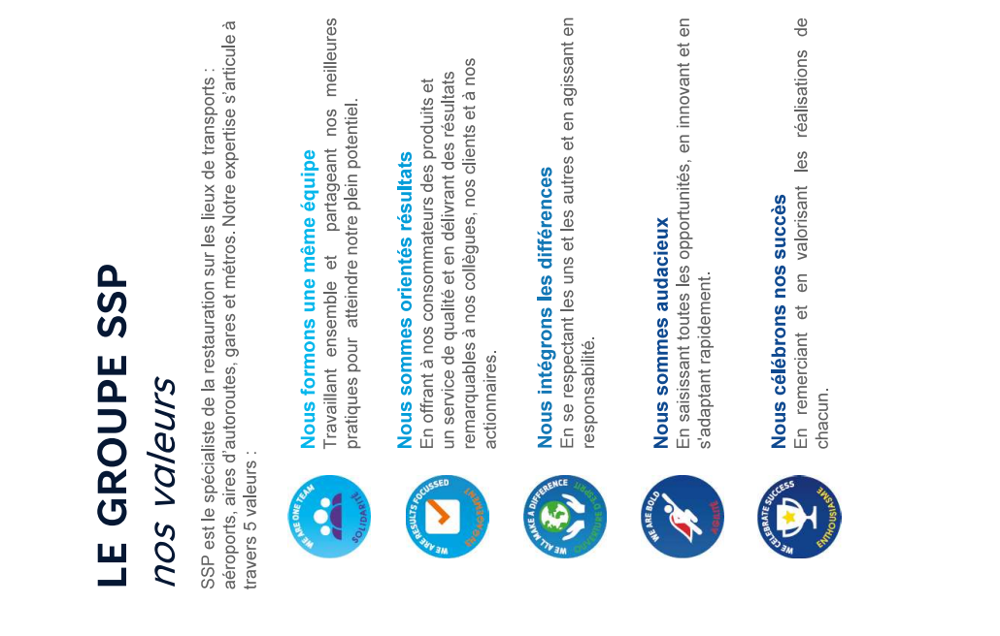 LE GROUPE SSP
nos valeurs
SSP est le spécialiste de la restauration sur les lieux de transports :
aéroports, aires d'autoroutes, gares et métros. Notre expertise s'articule à
travers 5 valeurs :
WE ARE ONE TEAM
SOLIDARITÉ
Nous formons une même équipe
Travaillant ensemble et partageant nos meilleures
pratiques pour atteindre notre plein potentiel.
WE ARE RESULTS FOCUSSED
ENGAGEMENT
Nous sommes orientés résultats
En offrant à nos consommateurs des produits et
un service de qualité et en délivrant des résultats
remarquables à nos collègues, nos clients et à nos
actionnaires.
WE ALL MAKE A DIFFERENCE
OUVERTURE D'ESPRIT
Nous intégrons les différences
En se respectant les uns et les autres et en agissant en
responsabilité.
WE ARE BOLD
Nous sommes audacieux
En saisissant toutes les opportunités, en innovant et en
s'adaptant rapidement.
WE CELEBRATE SUCCESS
ENTHOUSIASME
Nous célébrons nos succès
En remerciant et en valorisant les réalisations de
chacun.